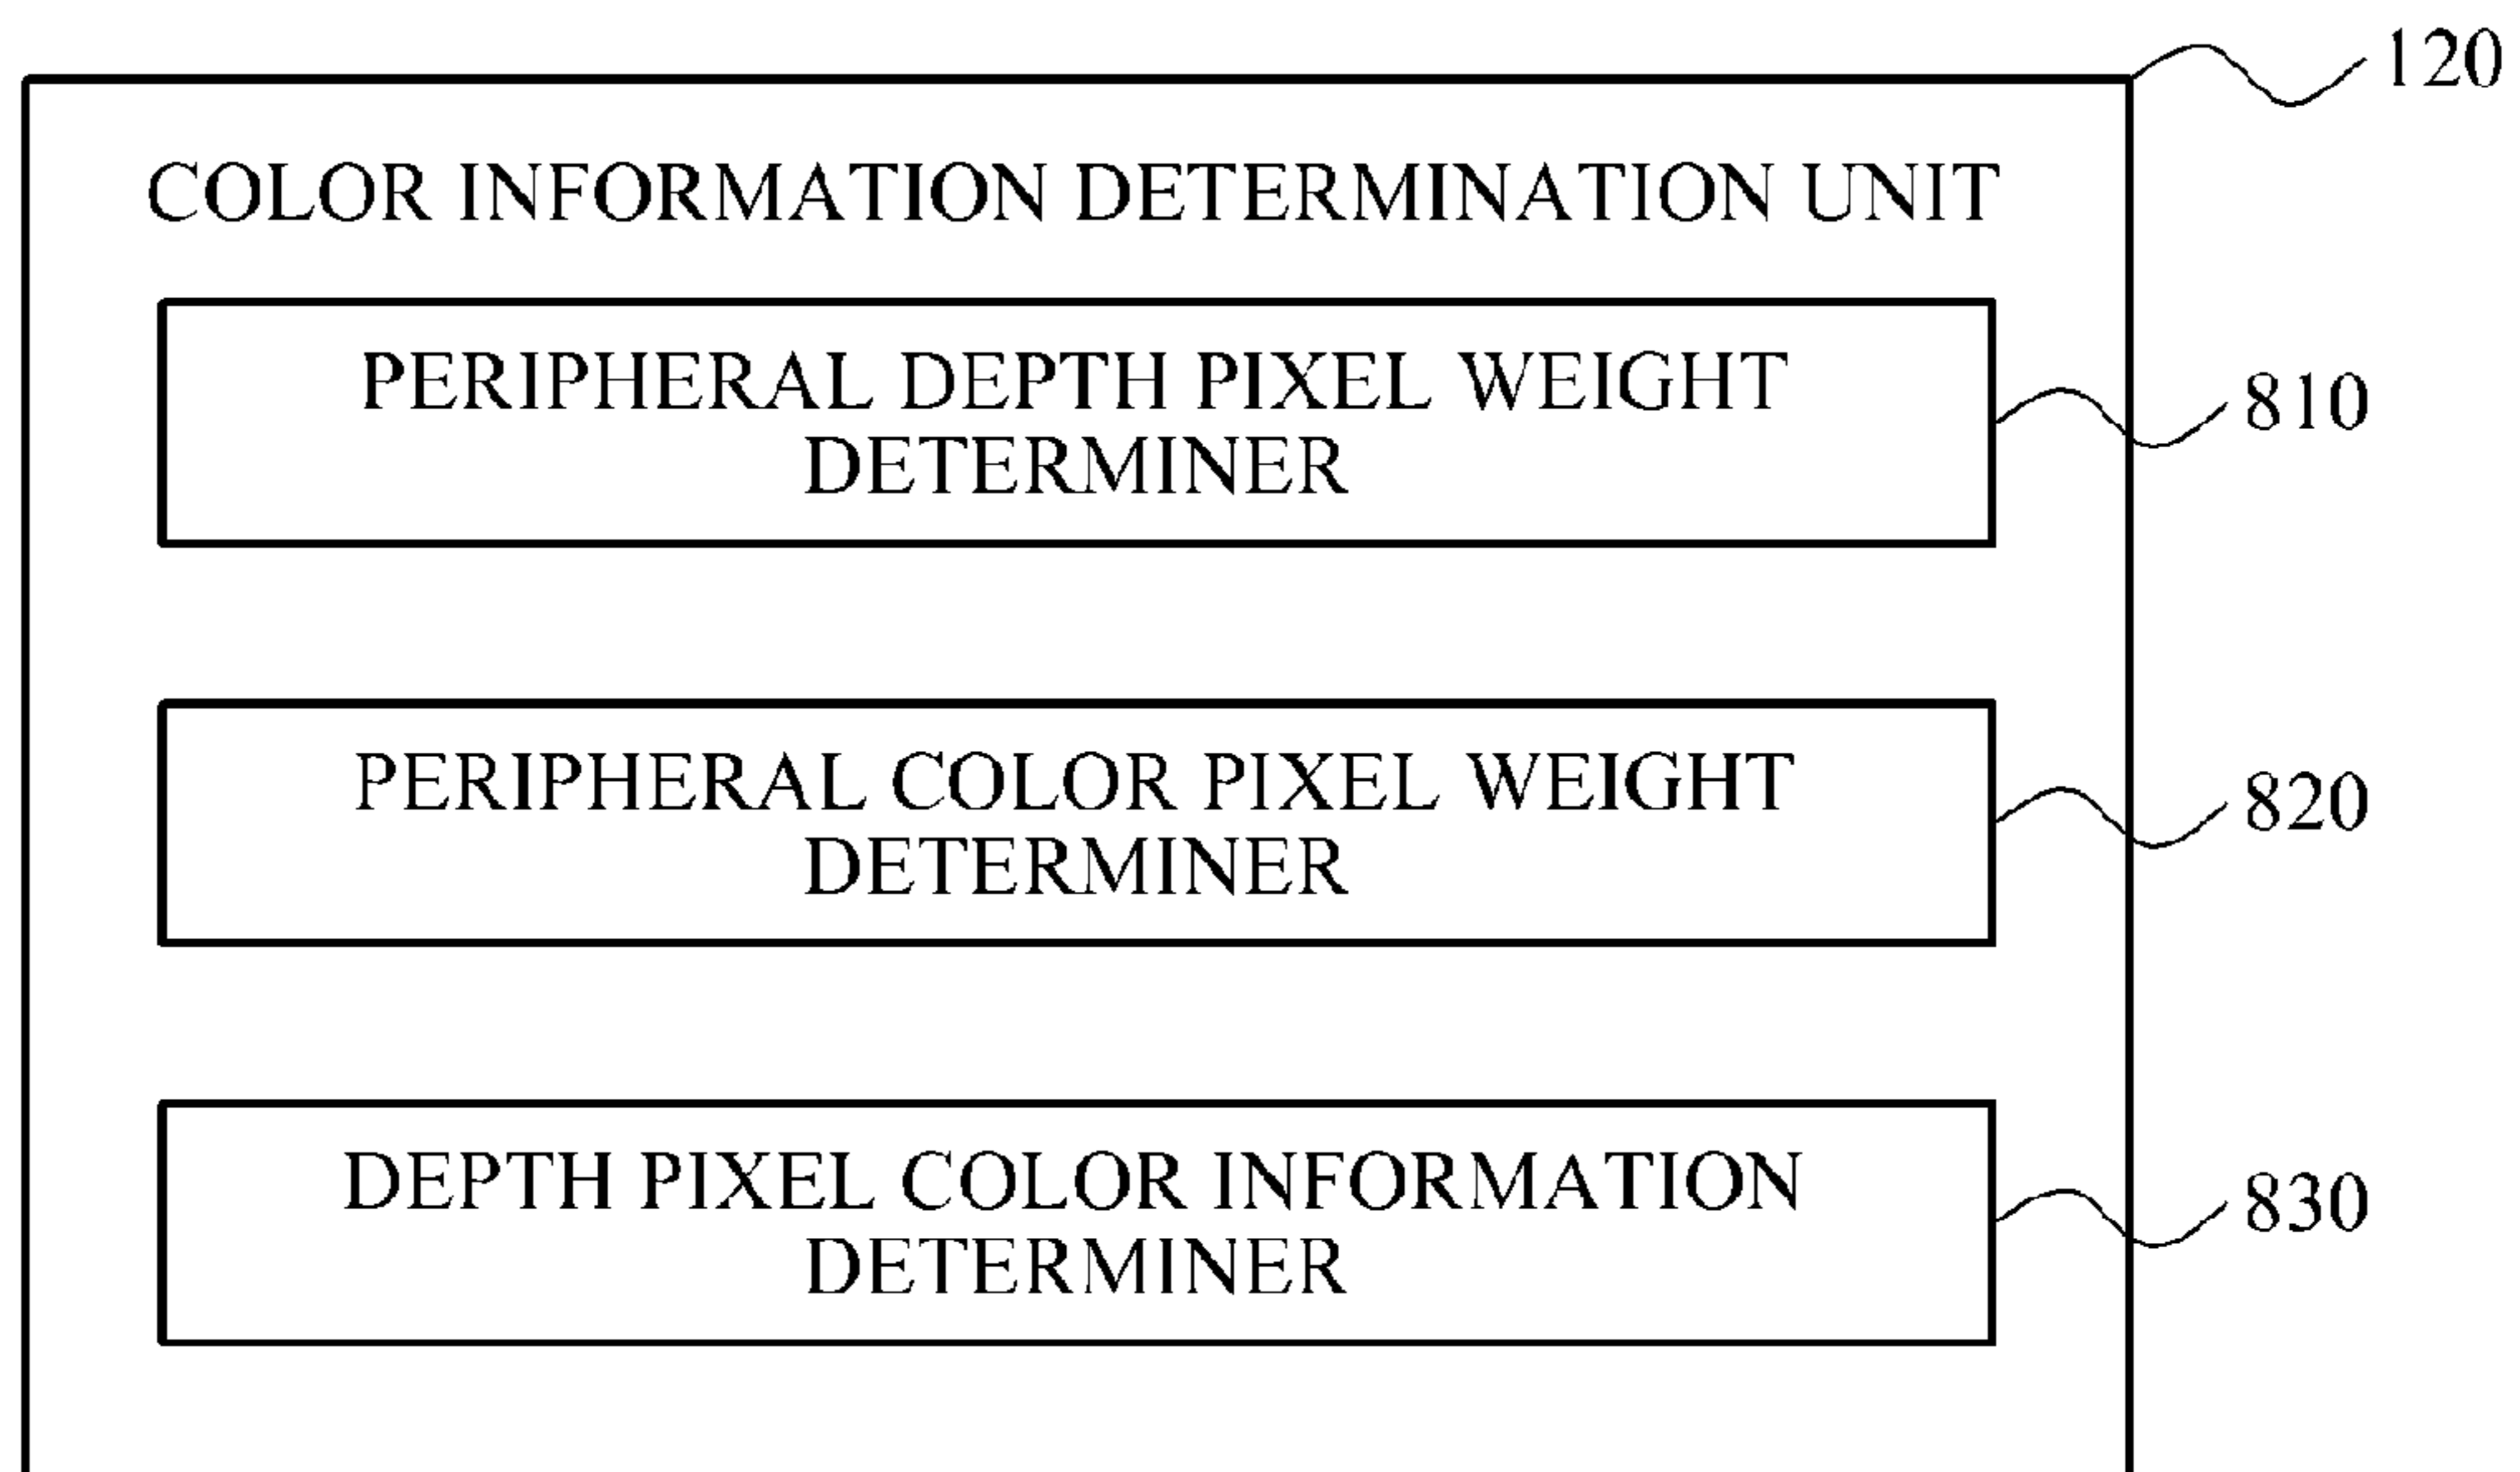 120
COLOR INFORMATION DETERMINATION UNIT
PERIPHERAL DEPTH PIXEL WEIGHT
DETERMINER
810
PERIPHERAL COLOR PIXEL WEIGHT
DETERMINER
820
DEPTH PIXEL COLOR INFORMATION
DETERMINER
830